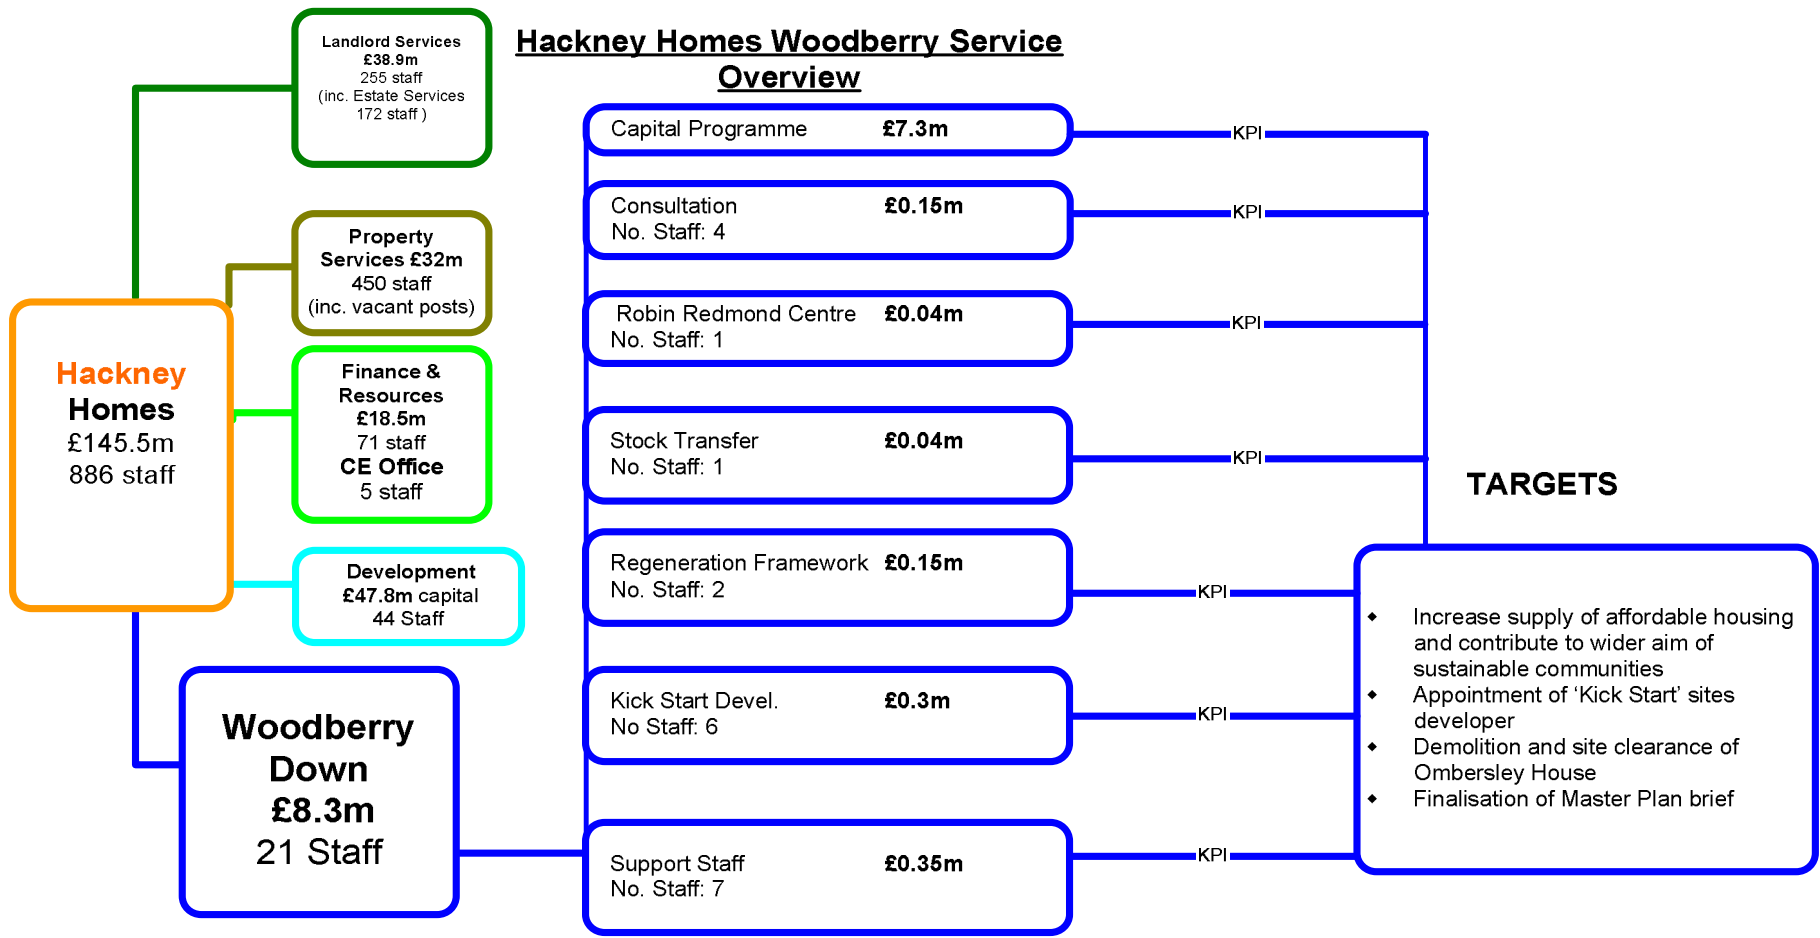 Hackney Homes Woodberry Service
Overview
Landlord Services
£38.9m
255 staff
(inc. Estate Services
172 staff )
Property
Services £32m
450 staff
(inc. vacant posts)
Hackney
Homes
£145.5m
886 staff
Finance &
Resources
£18.5m
71 staff
CE Office
5 staff
Development
£47.8m capital
44 Staff
Woodberry
Down
£8.3m
21 Staff
Capital Programme £7.3m
KPI
Consultation £0.15m
No. Staff: 4
KPI
Robin Redmond Centre £0.04m
No. Staff: 1
KPI
Stock Transfer £0.04m
No. Staff: 1
KPI
Regeneration Framework £0.15m
No. Staff: 2
KPI
Kick Start Devel. £0.3m
No Staff: 6
KPI
Support Staff £0.35m
No. Staff: 7
KPI
TARGETS
◆ Increase supply of affordable housing
and contribute to wider aim of
sustainable communities
◆ Appointment of ‘Kick Start’ sites
developer
◆ Demolition and site clearance of
Ombersley House
◆ Finalisation of Master Plan brief